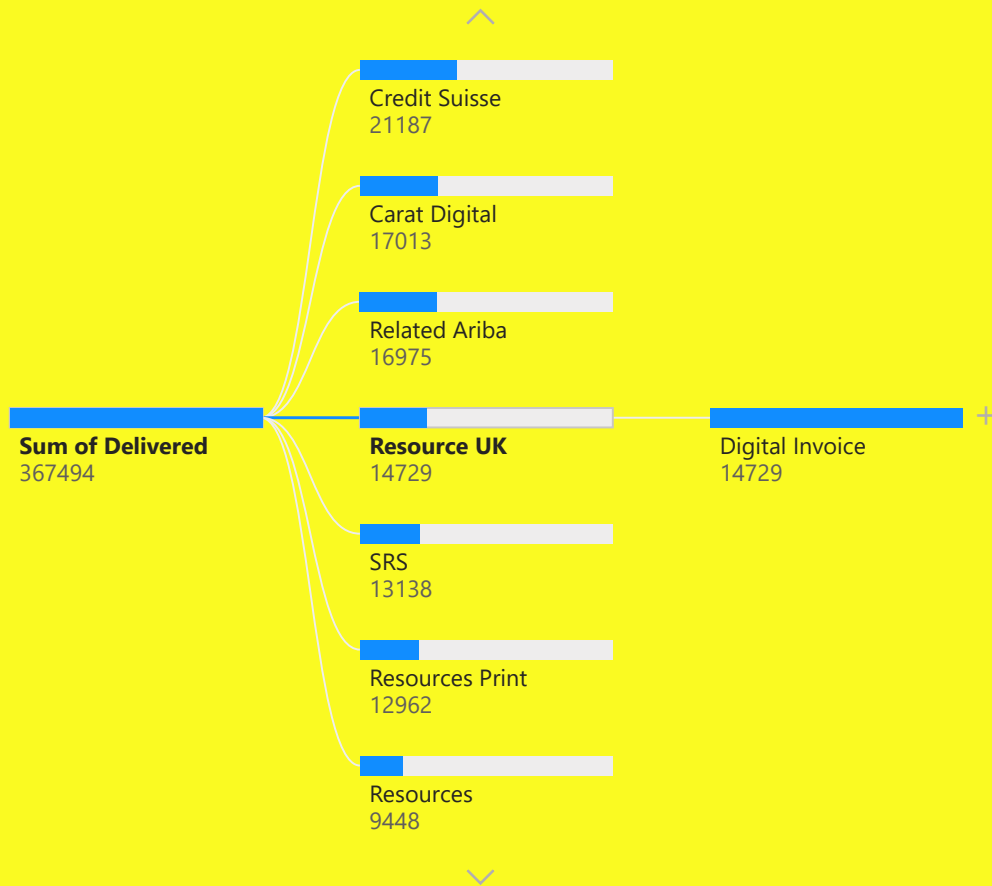 Credit Suisse
21187
Carat Digital
17013
Related Ariba
16975
Sum of Delivered
367494
Resource UK
14729
Digital Invoice
14729
SRS
13138
Resources Print
12962
Resources
9448